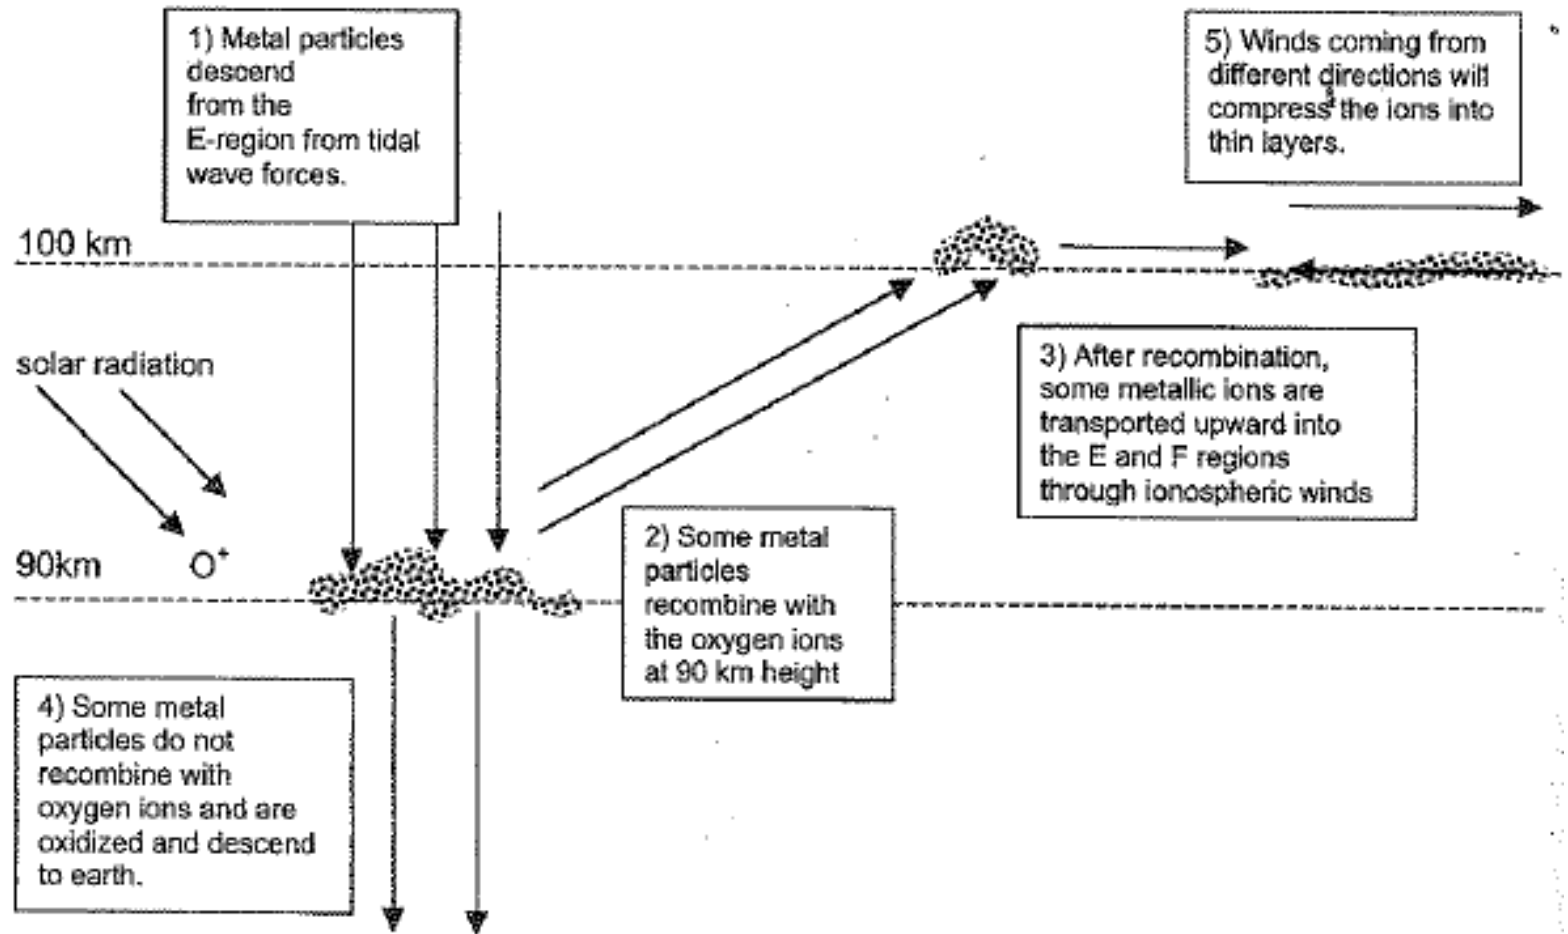 1) Metal particles
descend
from the
E-region from tidal
wave forces.
5) Winds coming from
different directions will
compress the ions into
thin layers.
100 km
solar radiation
3) After recombination,
some metallic ions are
transported upward into
the E and F regions
through ionospheric winds
90km
O⁺
2) Some metal
particles
recombine with
the oxygen ions
at 90 km height
4) Some metal
particles do not
recombine with
oxygen ions and are
oxidized and descend
to earth.